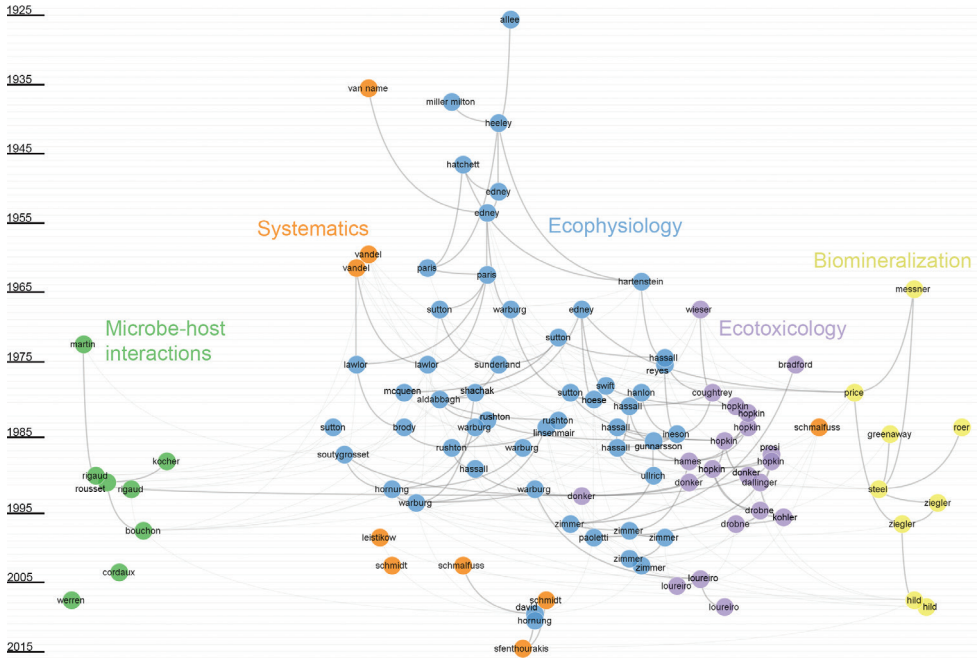 1925
allee
1935
van name
miller milton
heeley
1945
hatchett
edney
edney
1955
Systematics
Ecophysiology
vandel
vandel
paris
paris
Biomineralization
hartenstein
1965
messner
sutton
warburg
edney
wieser
Microbe-host
interactions
Ecotoxicology
martin
sutton
1975
lawlor
lawlor
sunderland
hassall
reyes
bradford
mcqueen
shachak
aldabbagh
sutton
swift
hoese
hanlon
hassall
coughtrey
hopkin
hopkin
price
1985
sutton
brody
rushton
warburg
rushton
linsenmair
hassall
gunnarsson
ineson
hopkin
hopkin
schmalfuss
greenaway
roer
soutygrosset
rushton
warburg
hassall
prosi
hopkin
kocher
hassall
hames
hopkin
donker
dallinger
rigaud
rousset
rigaud
hornung
warburg
warburg
donker
ullrich
donker
steel
1995
ziegler
bouchon
zimmer
paoletti
zimmer
zimmer
drobne
drobne
kohler
ziegler
leistikow
cordaux
schmidt
schmalfuss
zimmer
zimmer
2005
loureiro
loureiro
loureiro
werren
schmidt
david
hornung
hild
hild
2015
sfenthourakis